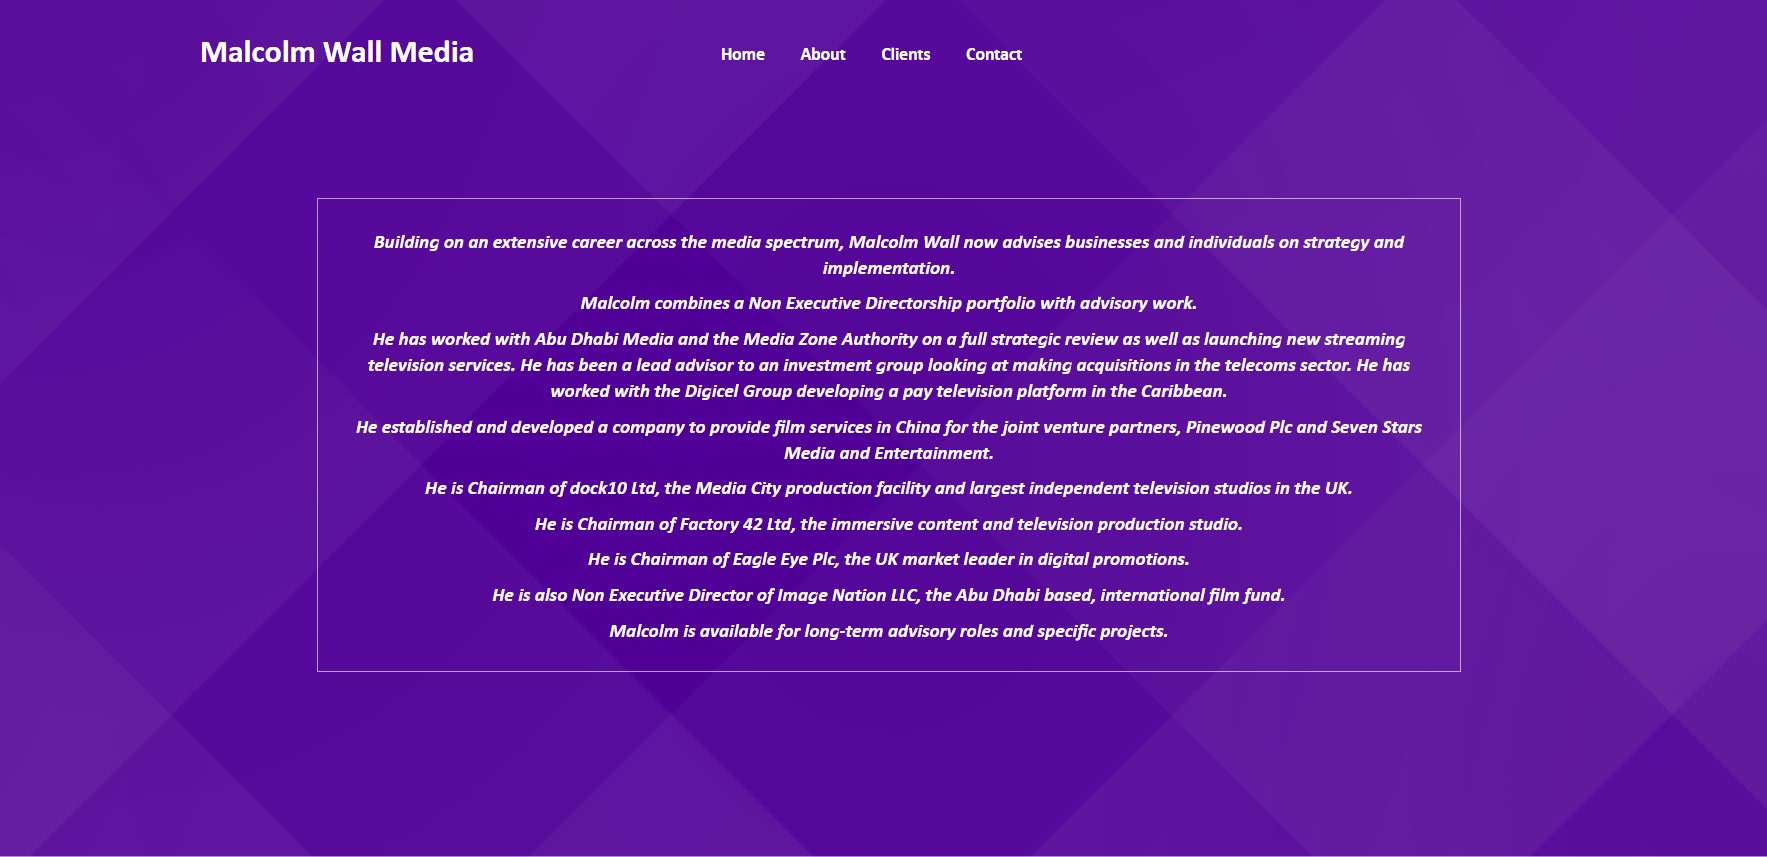 Malcolm Wall Media
Home About Clients Contact
Building on an extensive career across the media spectrum, Malcolm Wall now advises businesses and individuals on strategy and
implementation.
Malcolm combines a Non Executive Directorship portfolio with advisory work.
He has worked with Abu Dhabi Media and the Media Zone Authority on a full strategic review as well as launching new streaming
television services. He has been a lead advisor to an investment group looking at making acquisitions in the telecoms sector. He has
worked with the Digicel Group developing a pay television platform in the Caribbean.
He established and developed a company to provide film services in China for the joint venture partners, Pinewood Plc and Seven Stars
Media and Entertainment.
He is Chairman of dock10 Ltd, the Media City production facility and largest independent television studios in the UK.
He is Chairman of Factory 42 Ltd, the immersive content and television production studio.
He is Chairman of Eagle Eye Plc, the UK market leader in digital promotions.
He is also Non Executive Director of Image Nation LLC, the Abu Dhabi based, international film fund.
Malcolm is available for long-term advisory roles and specific projects.